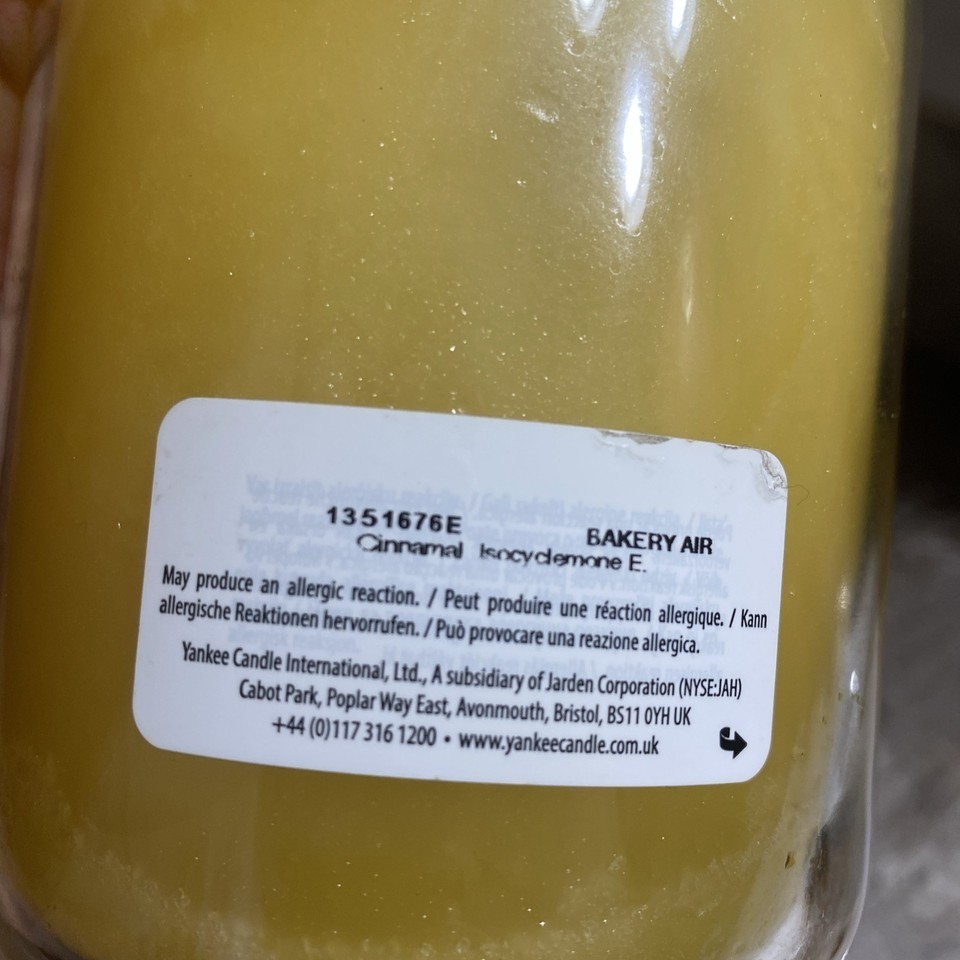 1351676E BAKERY AIR
Cinnamal Isocyclemone E.
May produce an allergic reaction. / Peut produire une réaction allergique. / Kann
allergische Reaktionen hervorrufen. / Può provocare una reazione allergica.
Yankee Candle International, Ltd., A subsidiary of Jarden Corporation (NYSE:JAH)
Cabot Park, Poplar Way East, Avonmouth, Bristol, BS11 0YH UK
+44 (0)117 316 1200 • www.yankeecandle.com.uk